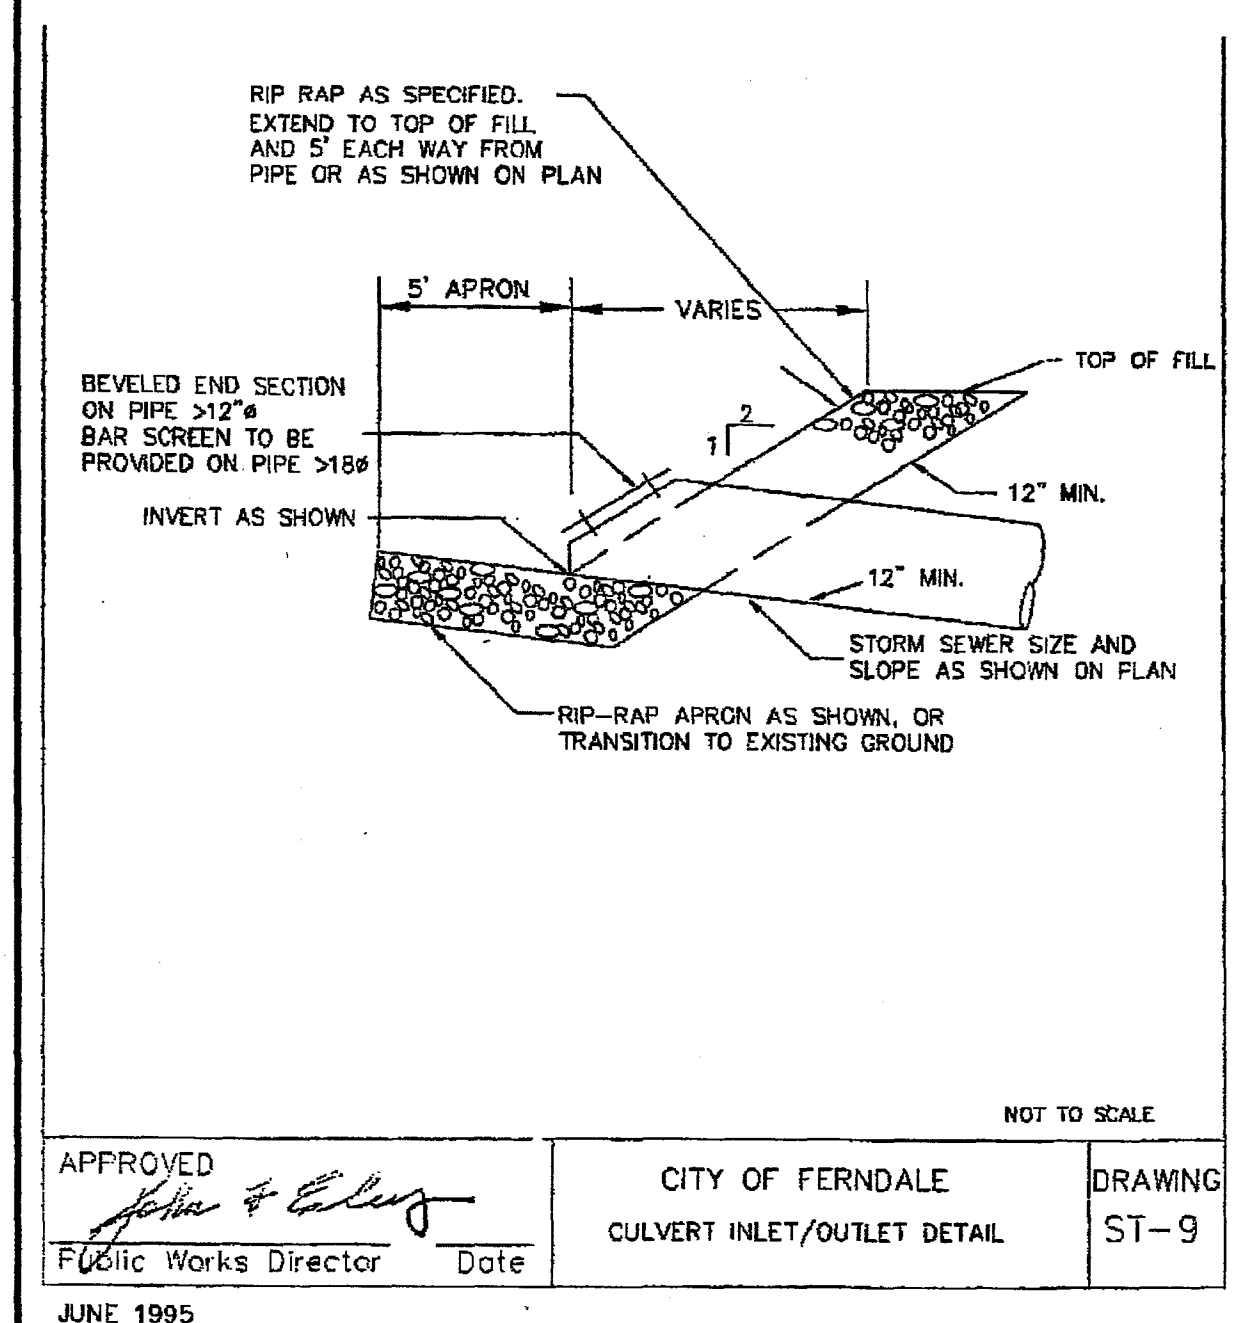 RIP RAP AS SPECIFIED.
EXTEND TO TOP OF FILL
AND 5' EACH WAY FROM
PIPE OR AS SHOWN ON PLAN
5' APRON
VARIES
TOP OF FILL
BEVELED END SECTION
ON PIPE >12"ø
BAR SCREEN TO BE
PROVIDED ON PIPE >18ø
2
1
12" MIN.
INVERT AS SHOWN
12" MIN.
STORM SEWER SIZE AND
SLOPE AS SHOWN ON PLAN
RIP-RAP APRON AS SHOWN, OR
TRANSITION TO EXISTING GROUND
NOT TO SCALE
APPROVED
Public Works Director
Date
CITY OF FERNDALE
CULVERT INLET/OUTLET DETAIL
DRAWING
ST-9
JUNE 1995